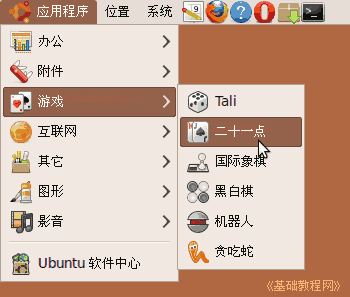 应用程序 位置 系统
办公
附件
游戏
互联网
其它
图形
影音
Ubuntu 软件中心
Tali
二十一点
国际象棋
黑白棋
机器人
贪吃蛇
《基础教程网》